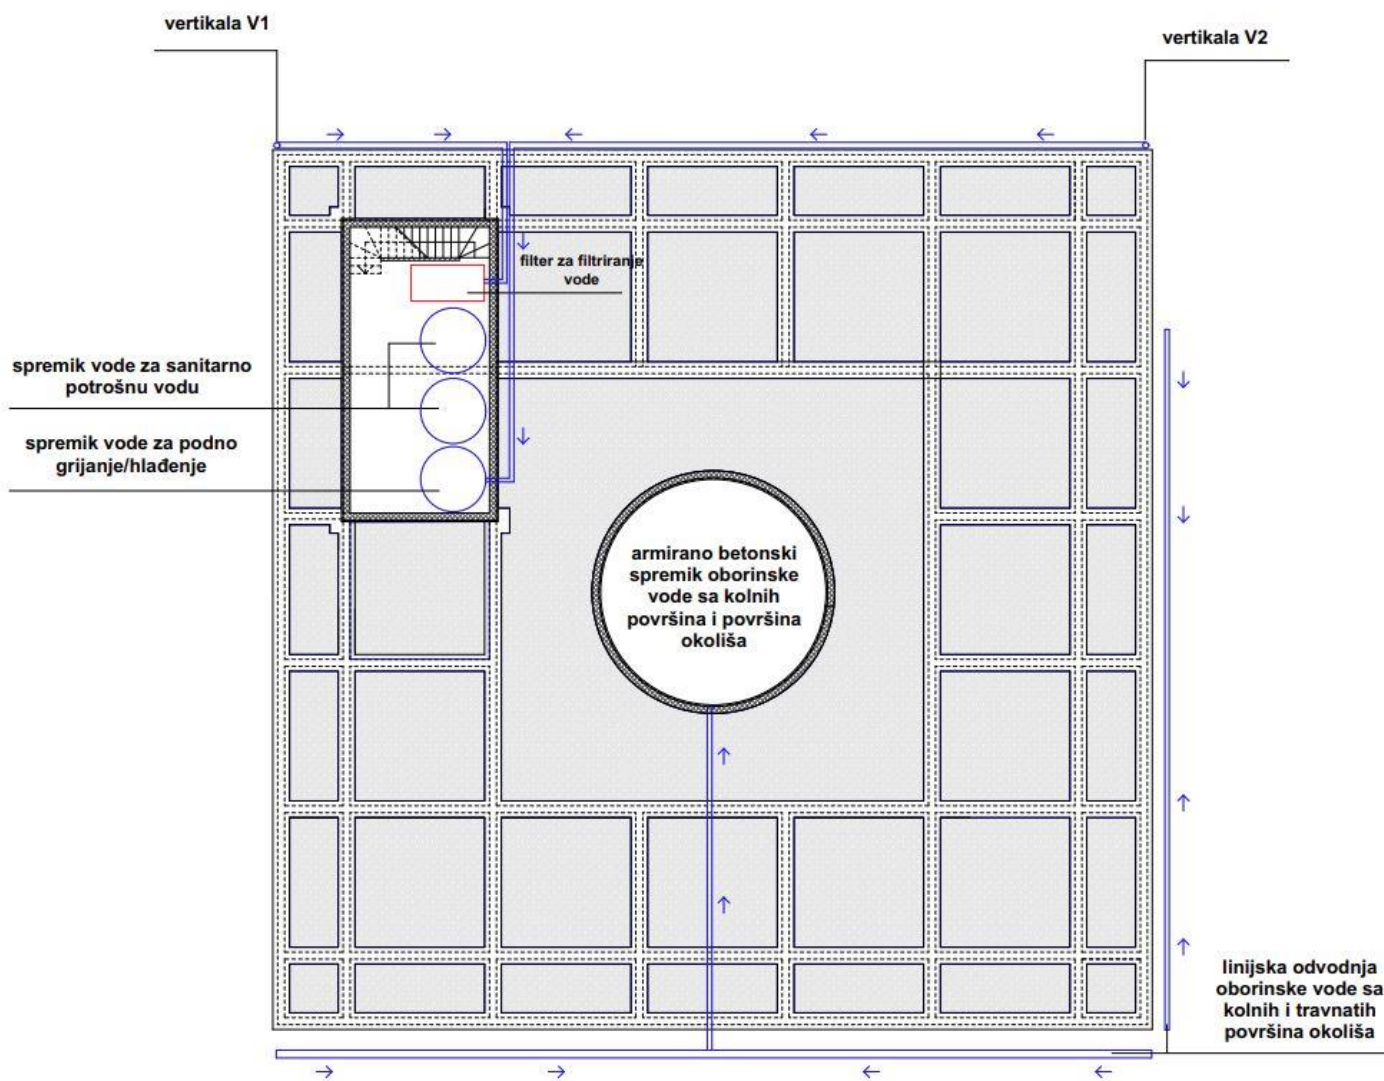 vertikala V1
vertikala V2
filter za filtriranje
vode
spremik vode za sanitarno
potrošnu vodu
spremik vode za podno
grijanje/hlađenje
armirano betonski
spremik oborinske
vode sa kolnih
površina i površina
okoliša
linijska odvodnja
oborinske vode sa
kolnih i travnatih
površina okoliša